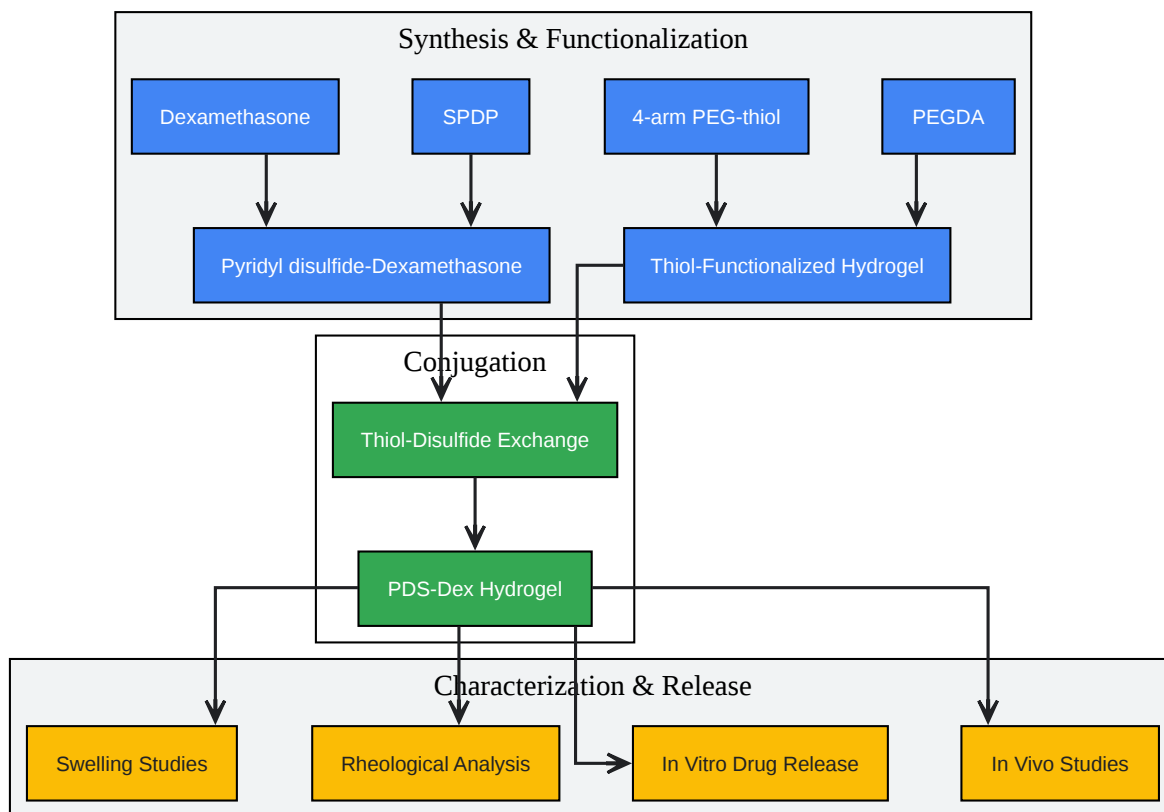 Synthesis & Functionalization
Dexamethasone
SPDP
4-arm PEG-thiol
PEGDA
Pyridyl disulfide-Dexamethasone
Thiol-Functionalized Hydrogel
Conjugation
Thiol-Disulfide Exchange
PDS-Dex Hydrogel
Characterization & Release
Swelling Studies
Rheological Analysis
In Vitro Drug Release
In Vivo Studies